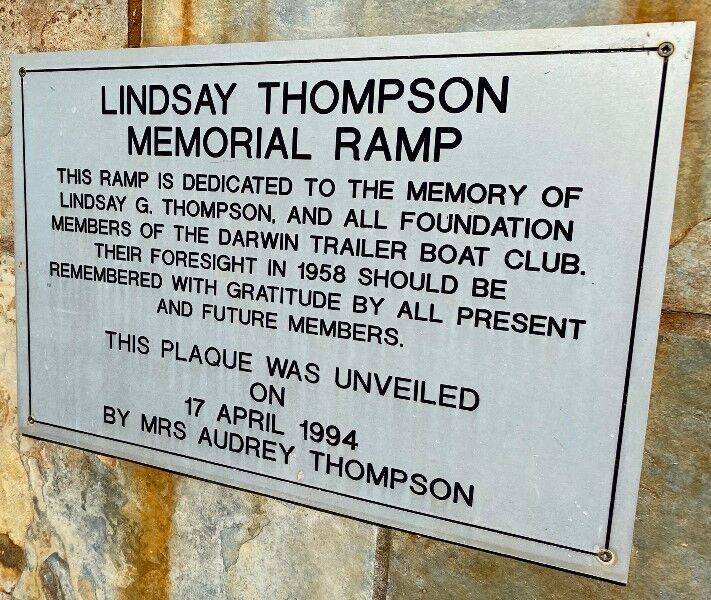 LINDSAY THOMPSON
MEMORIAL RAMP
THIS RAMP IS DEDICATED TO THE MEMORY OF
LINDSAY G. THOMPSON, AND ALL FOUNDATION
MEMBERS OF THE DARWIN TRAILER BOAT CLUB.
THEIR FORESIGHT IN 1958 SHOULD BE
REMEMBERED WITH GRATITUDE BY ALL PRESENT
AND FUTURE MEMBERS.
THIS PLAQUE WAS UNVEILED
ON
17 APRIL 1994
BY MRS AUDREY THOMPSON